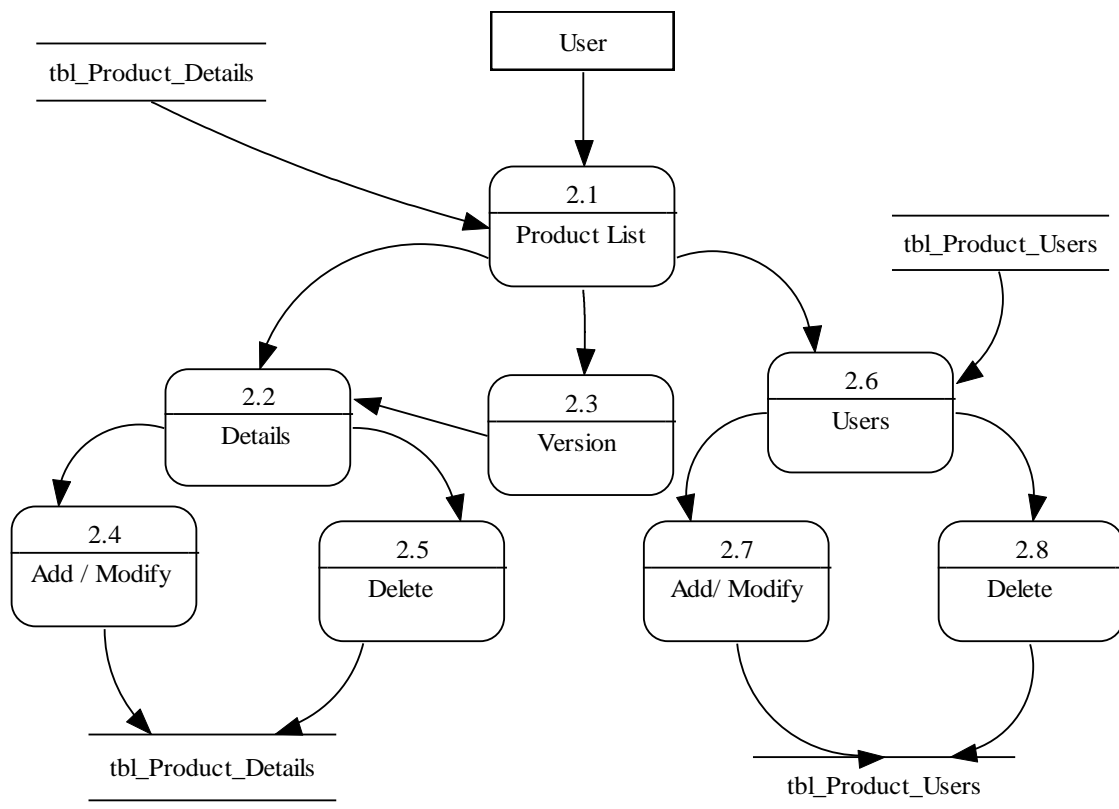 User
tbl_Product_Details
2.1
Product List
tbl_Product_Users
2.2
Details
2.3
Version
2.6
Users
2.4
Add / Modify
2.5
Delete
2.7
Add/ Modify
2.8
Delete
tbl_Product_Details
tbl_Product_Users